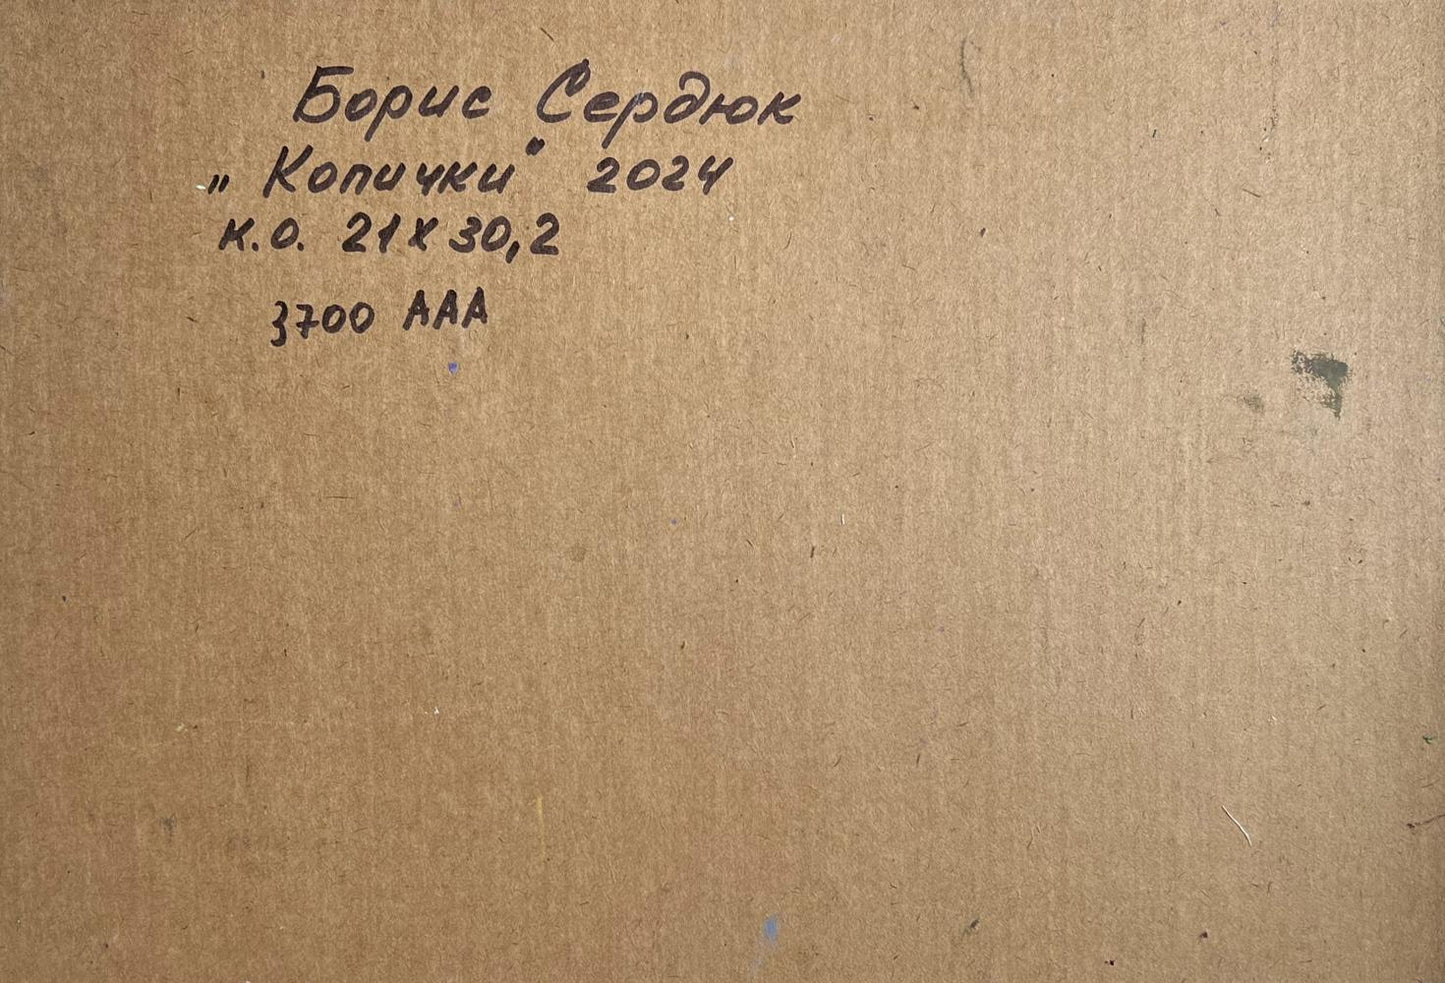 Борис Сердюк
„Копички" 2024
к.о. 21х30,2
3700 ААА